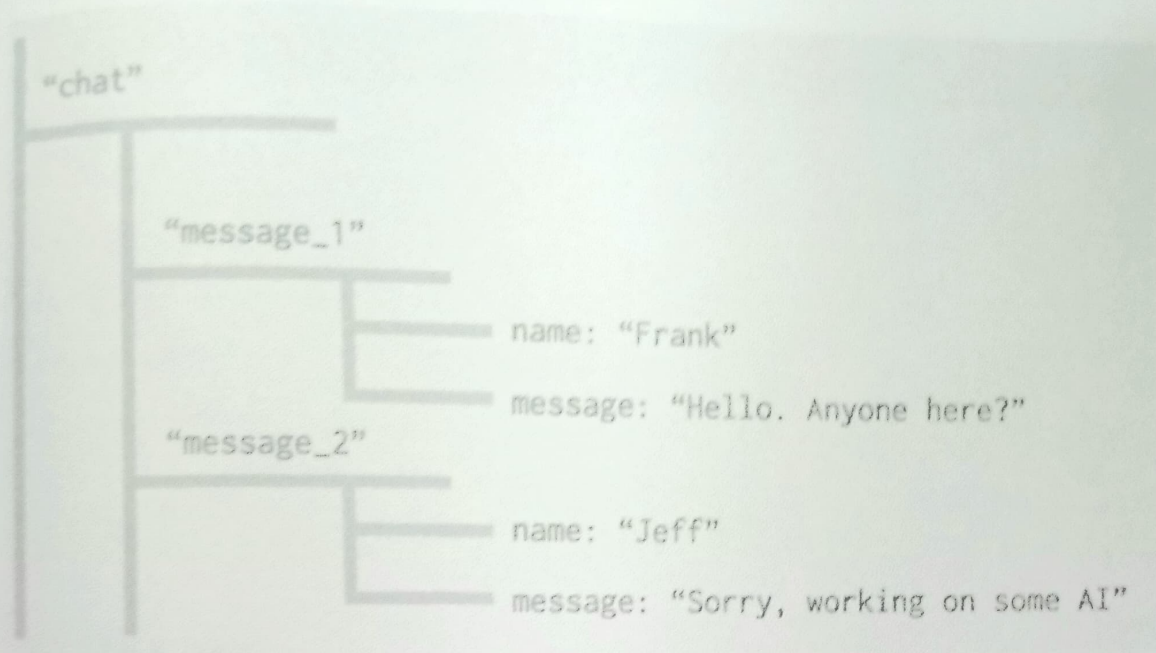 “chat”
“message_1”
name: “Frank”
message: “Hello. Anyone here?”
“message_2”
name: “Jeff”
message: “Sorry, working on some AI”